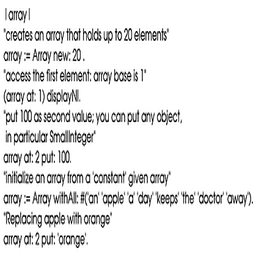 | array |
"creates an array that holds up to 20 elements"
array := Array new: 20 .
"access the first element: array base is 1"
(array at: 1) displayNl.
"put 100 as second value; you can put any object,
in particular SmallInteger"
array at: 2 put: 100.
"initialize an array from a 'constant' given array"
array := Array withAll: #('an' 'apple' 'a' 'day' 'keeps' 'the' 'doctor' 'away').
"Replacing apple with orange"
array at: 2 put: 'orange'.